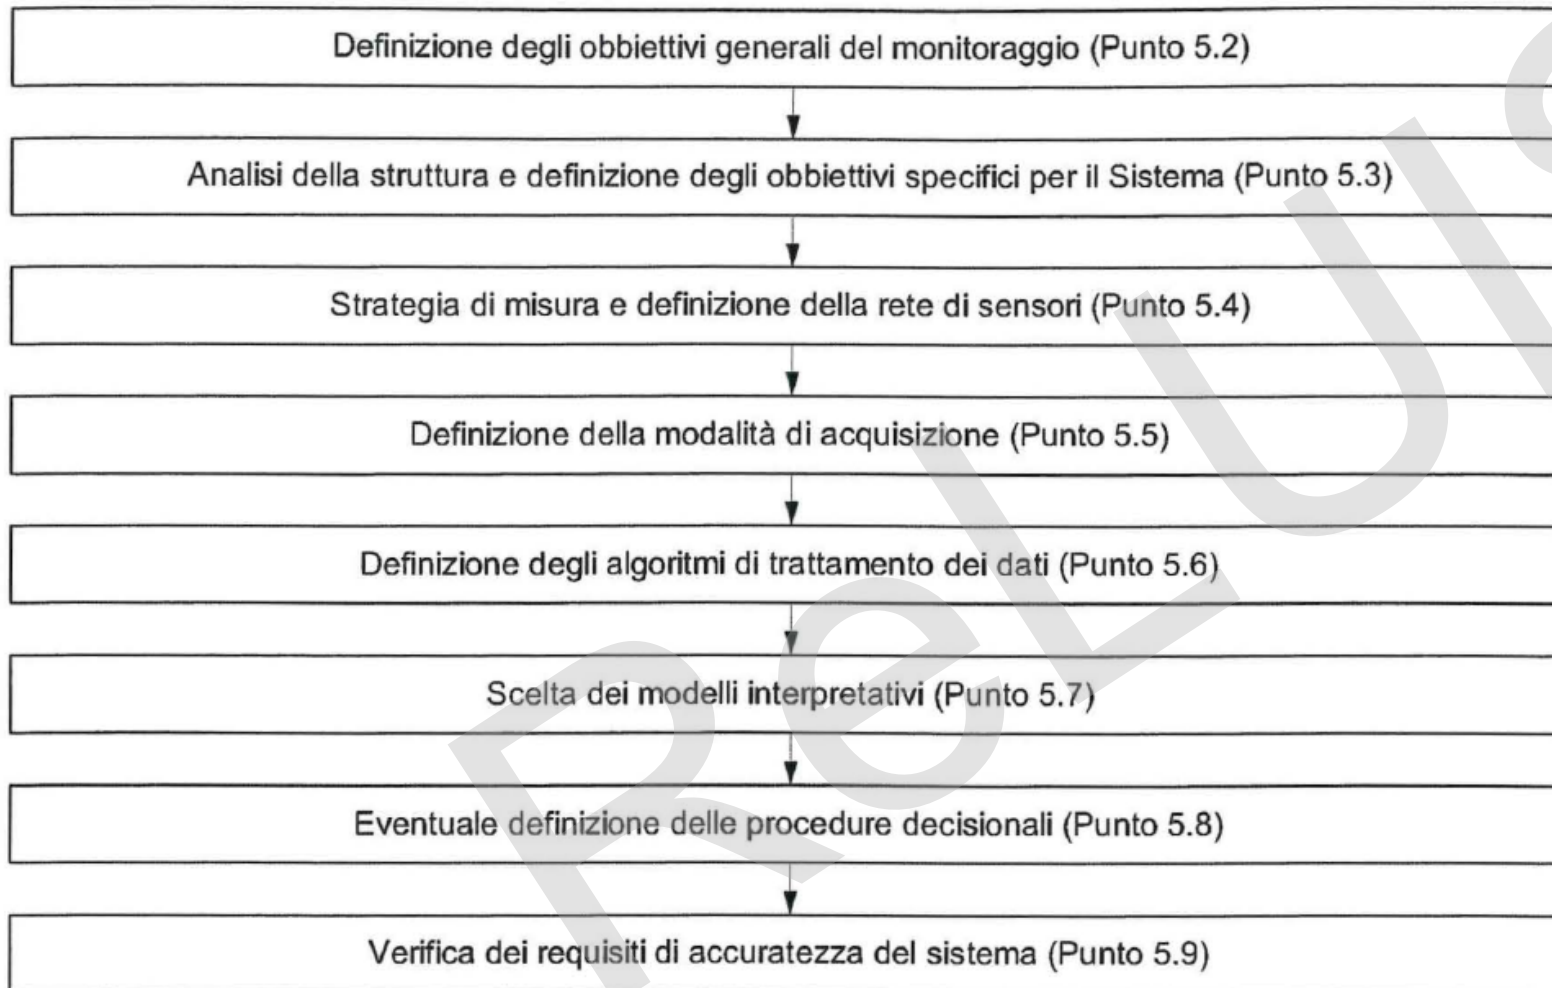 Definizione degli obbiettivi generali del monitoraggio (Punto 5.2)
Analisi della struttura e definizione degli obbiettivi specifici per il Sistema (Punto 5.3)
Strategia di misura e definizione della rete di sensori (Punto 5.4)
Definizione della modalità di acquisizione (Punto 5.5)
Definizione degli algoritmi di trattamento dei dati (Punto 5.6)
Scelta dei modelli interpretativi (Punto 5.7)
Eventuale definizione delle procedure decisionali (Punto 5.8)
Verifica dei requisiti di accuratezza del sistema (Punto 5.9)
ReLUIS